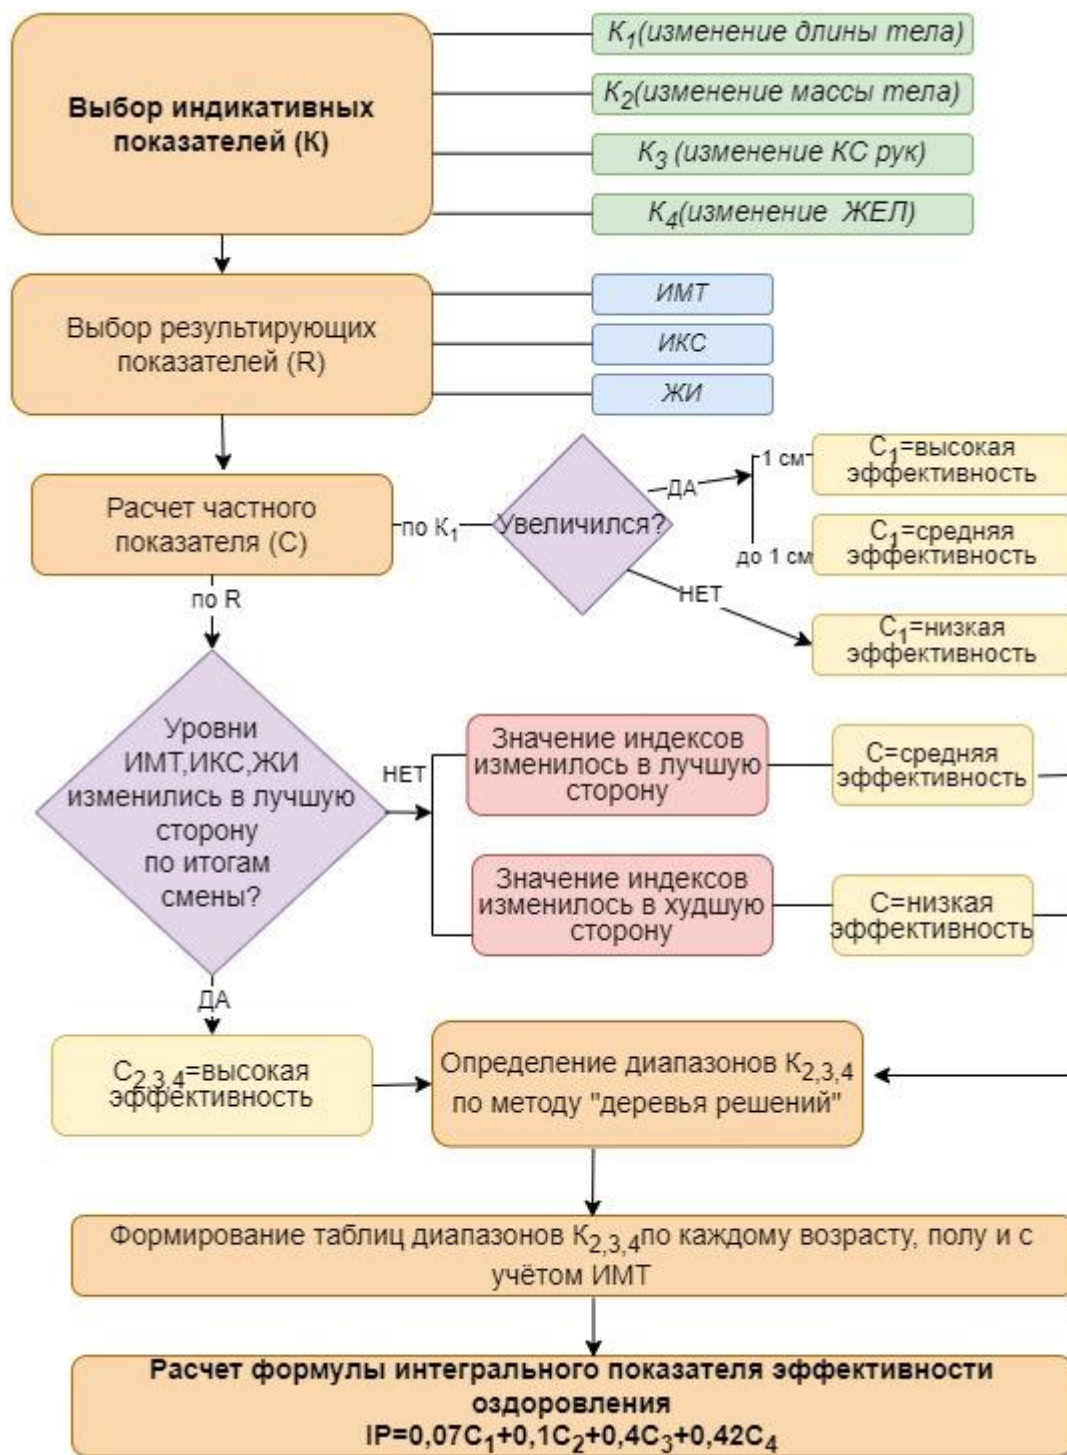 Выбор индикативных
показателей (К)
К1(изменение длины тела)
К2(изменение массы тела)
К3 (изменение КС рук)
К4(изменение ЖЕЛ)
Выбор результирующих
показателей (R)
ИМТ
ИКС
ЖИ
Расчет частного
показателя (С)
по К1
Увеличился?
ДА
1 см
С1=высокая
эффективность
до 1 см
С1=средняя
эффективность
НЕТ
С1=низкая
эффективность
по R
Уровни
ИМТ,ИКС,ЖИ
изменились в лучшую
сторону
по итогам
смены?
НЕТ
Значение индексов
изменилось в лучшую
сторону
С=средняя
эффективность
Значение индексов
изменилось в худшую
сторону
С=низкая
эффективность
ДА
С2,3,4=высокая
эффективность
Определение диапазонов К2,3,4
по методу "деревья решений"
Формирование таблиц диапазонов К2,3,4по каждому возрасту, полу и с
учётом ИМТ
Расчет формулы интегрального показателя эффективности
оздоровления
IP=0,07С1+0,1С2+0,4С3+0,42С4